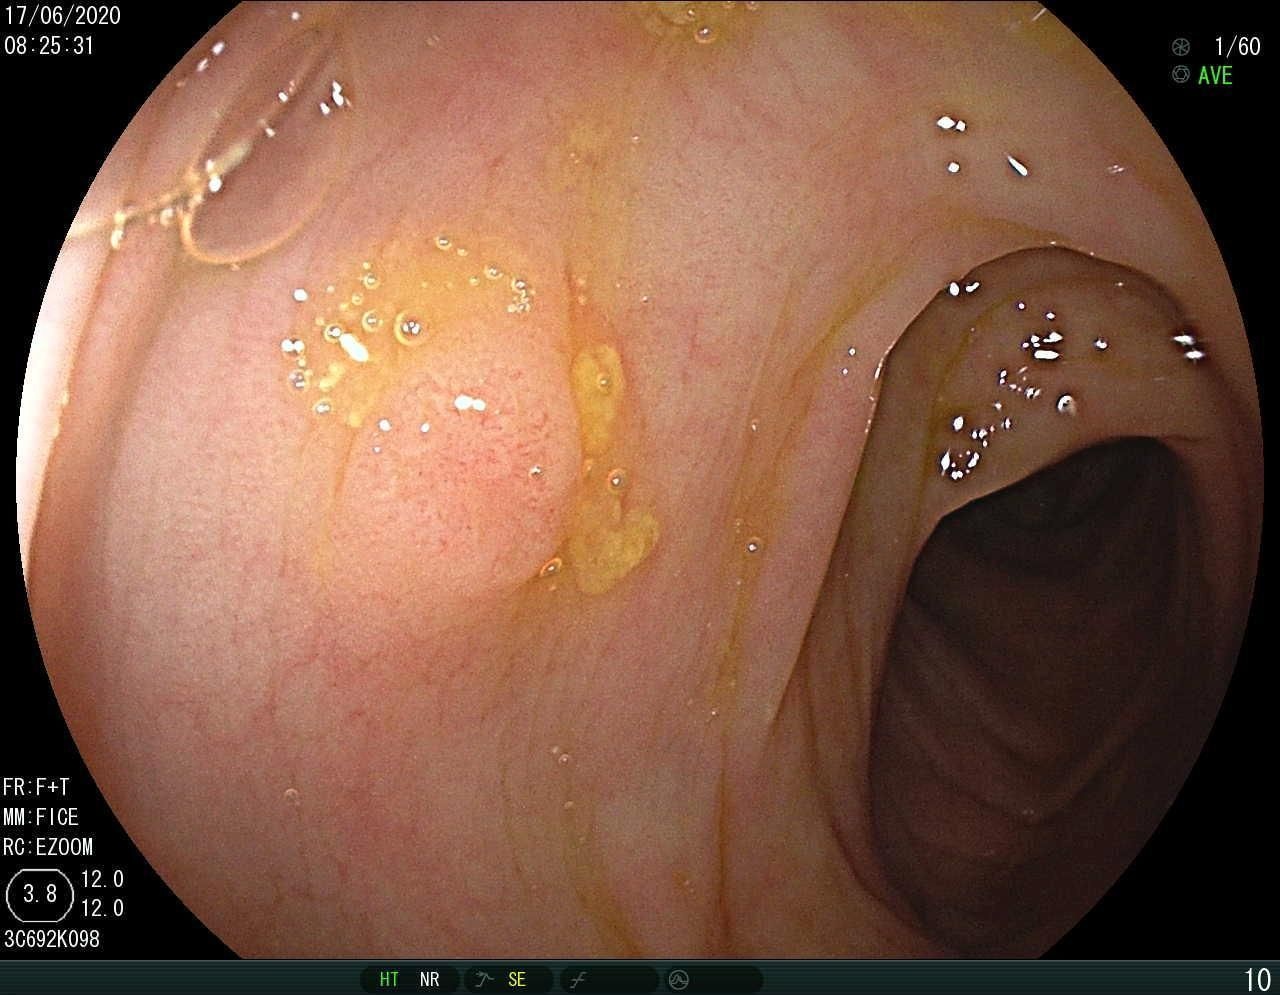 17/06/2020
08:25:31
1/60
AVE
FR:F+T
MM:FICE
RC:EZOOM
3.8
12.0
12.0
3C692K098
HT NR SE
10